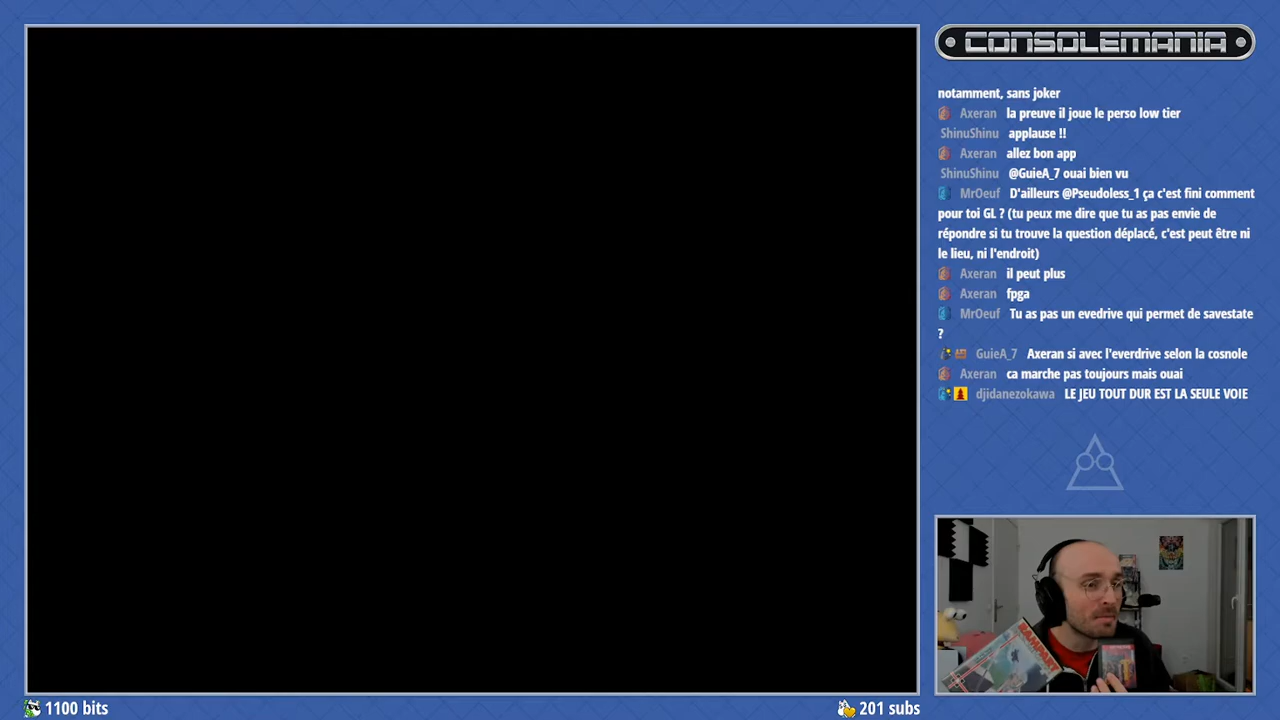 CONSOLEMANIA
notamment, sans joker
Axeran la preuve il joue le perso low tier
ShinuShinu applause !!
Axeran allez bon app
ShinuShinu @GuieA_7 ouai bien vu
MrOeuf D'ailleurs @Pseudoless_1 ça c'est fini comment
pour toi GL ? (tu peux me dire que tu as pas envie de
répondre si tu trouve la question déplacé, c'est peut être ni
le lieu, ni l'endroit)
Axeran il peut plus
Axeran fpga
MrOeuf Tu as pas un evedrive qui permet de savestate
?
GuieA_7 Axeran si avec l'everdrive selon la cosnole
Axeran ca marche pas toujours mais ouai
djidanezokawa LE JEU TOUT DUR EST LA SEULE VOIE
RAMPART
1100 bits
201 subs